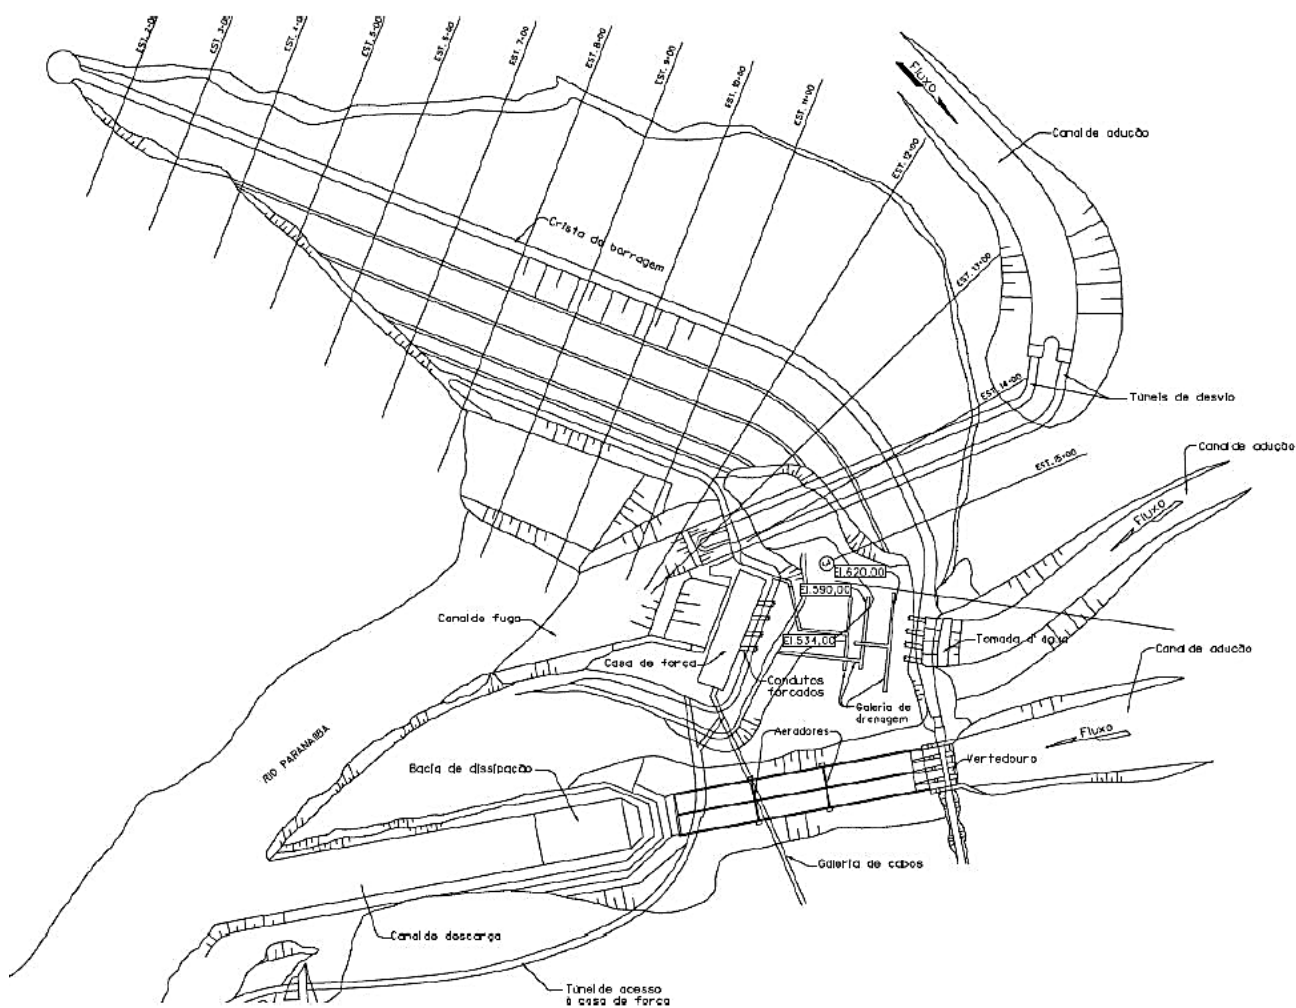 EST. 2+00
EST. 3+00
EST. 4+00
EST. 5+00
EST. 6+00
EST. 7+00
EST. 8+00
EST. 9+00
EST. 10+00
EST. 11+00
EST. 12+00
Fluxo
Canal de adução
Crista da barragem
EST. 13+00
EST. 14+00
Túneis de desvio
Canal de adução
EST. 15+00
Fluxo
El.620,00
El.590,00
El.534,00
Canal de fuga
Casa de força
Condutos
forçados
Tomada d'água
Canal de adução
Galeria de
drenagem
Aeradores
Fluxo
RIO PARANAIBA
Bacia de dissipação
Vertedouro
Galeria de cabos
Canal de descarga
Túnel de acesso
à casa de força